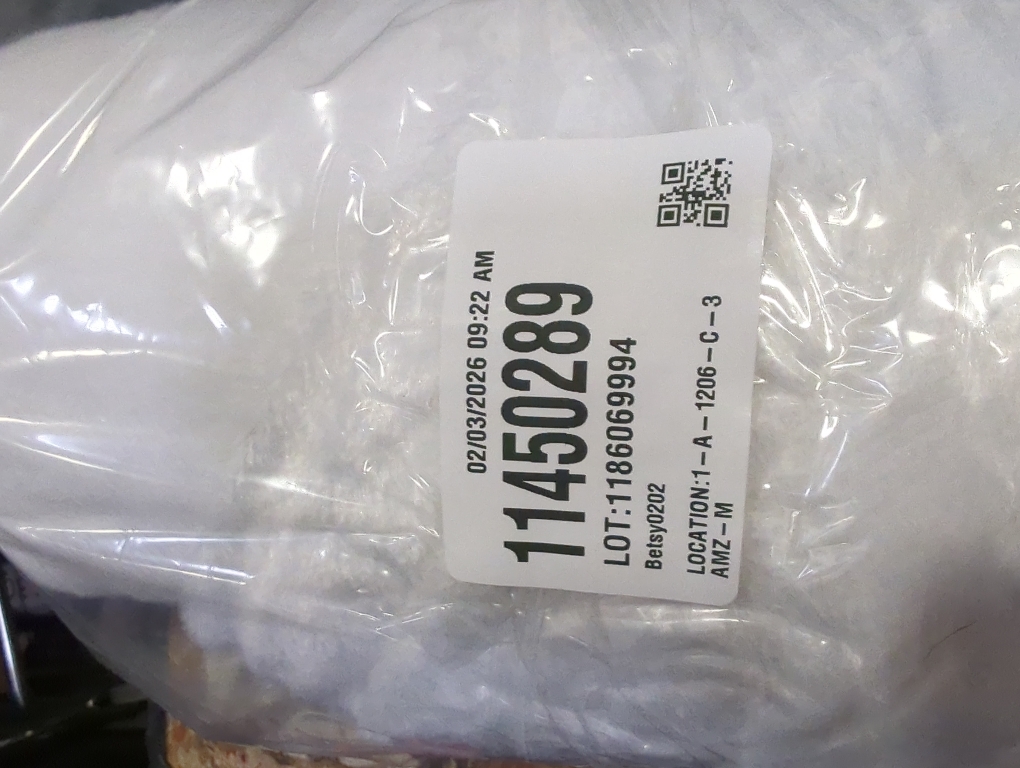 02/03/2026 09:22 AM
11450289
LOT:1186069994
Betsy0202
LOCATION:1-A-1206-C-3
AMZ-M